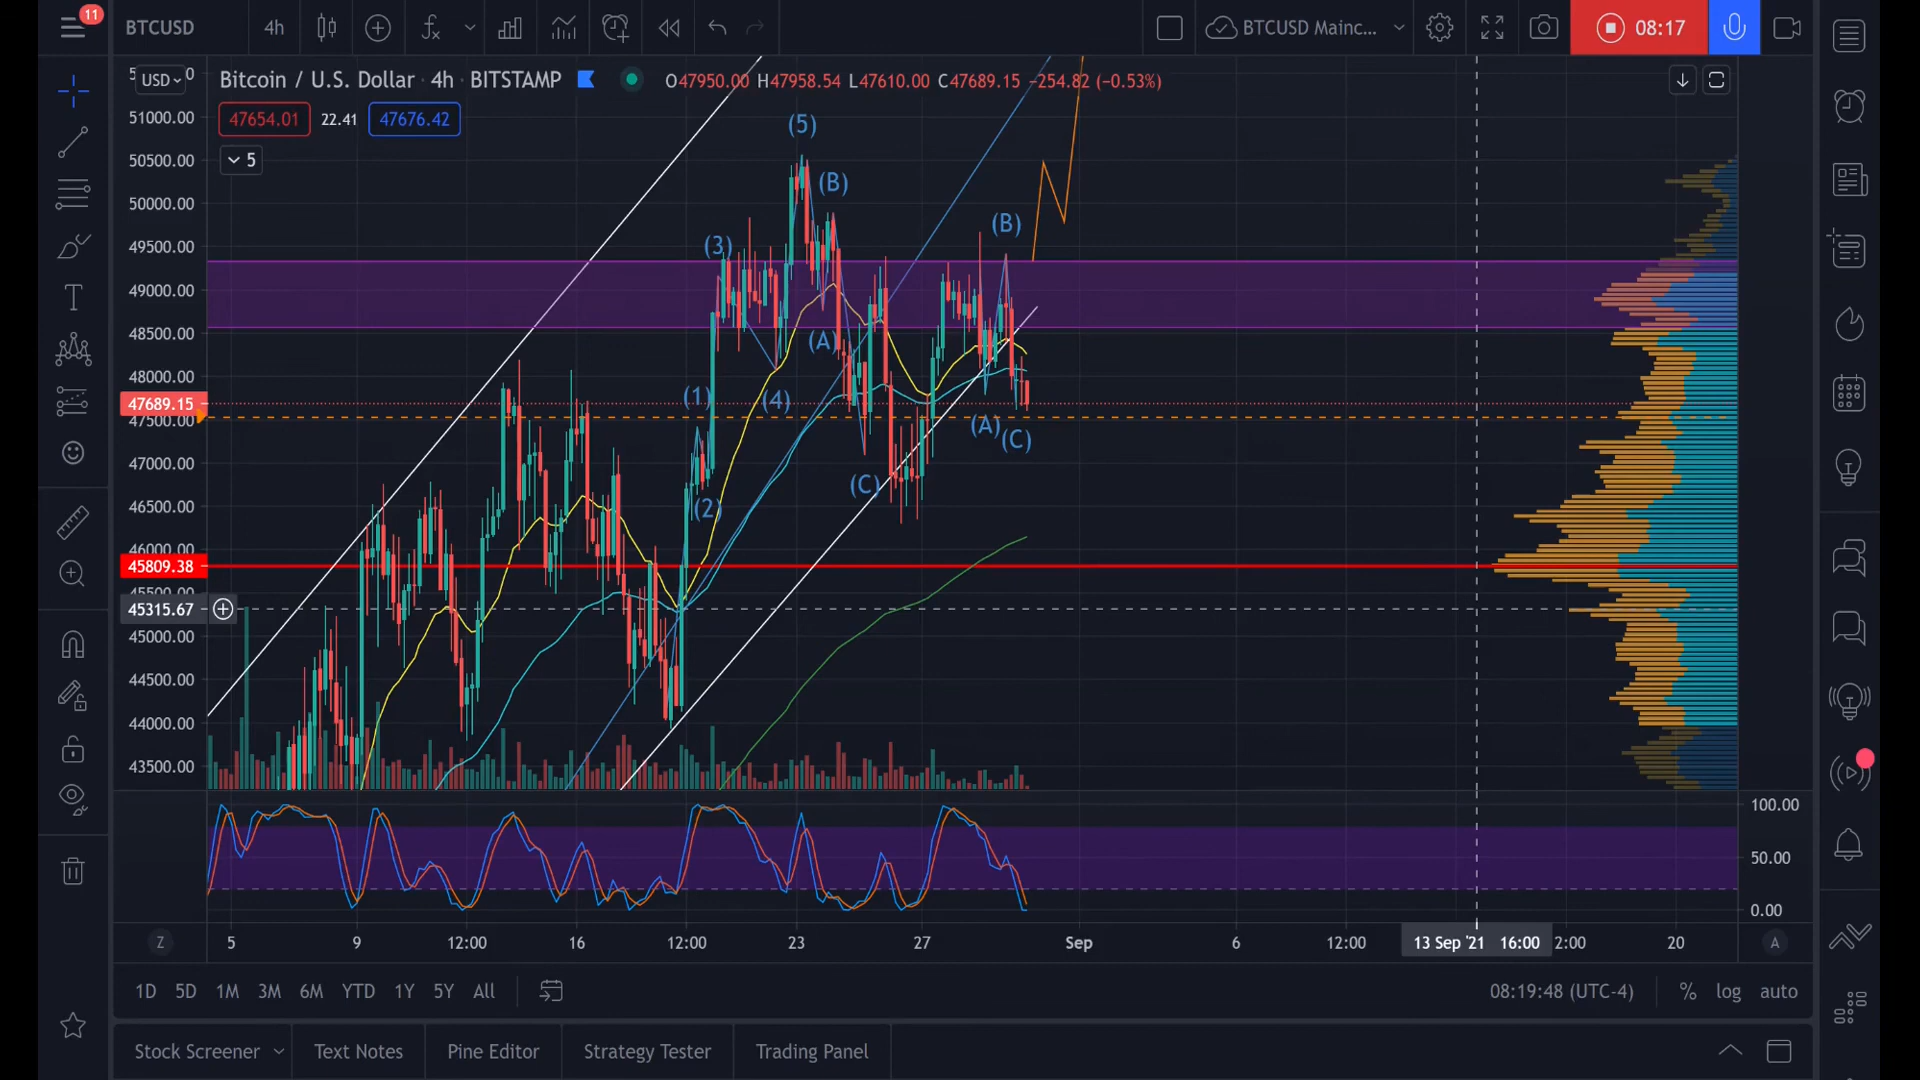 11
BTCUSD
4h
BTCUSD Mainc...
08:17
USD
Bitcoin / U.S. Dollar · 4h · BITSTAMP
O47950.00 H47958.54 L47610.00 C47689.15 −254.82 (−0.53%)
47654.01 22.41 47676.42
5
51000.00
50500.00
50000.00
49500.00
49000.00
48500.00
48000.00
47689.15
47500.00
47000.00
46500.00
46000.00
45809.38
45500.00
45315.67
45000.00
44500.00
44000.00
43500.00
(5)
(B)
(3)
(B)
(A)
(1)
(4)
(A)
(C)
(C)
(2)
100.00
50.00
0.00
Z
5
9
12:00
16
12:00
23
27
Sep
6
12:00
13 Sep '21 16:00
2:00
20
A
1D 5D 1M 3M 6M YTD 1Y 5Y All
08:19:48 (UTC-4)
% log auto
Stock Screener
Text Notes
Pine Editor
Strategy Tester
Trading Panel